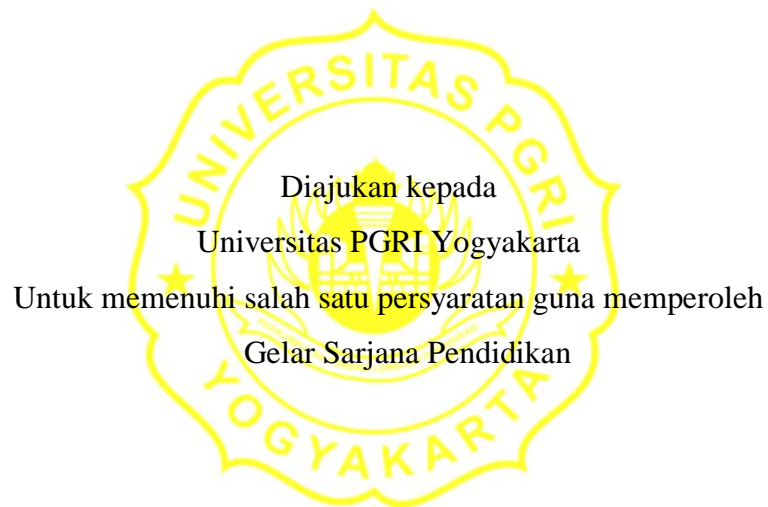 UNIVERSITAS PGRI
Diajukan kepada
Universitas PGRI Yogyakarta
Untuk memenuhi salah satu persyaratan guna memperoleh
Gelar Sarjana Pendidikan
YOGYAKARTA